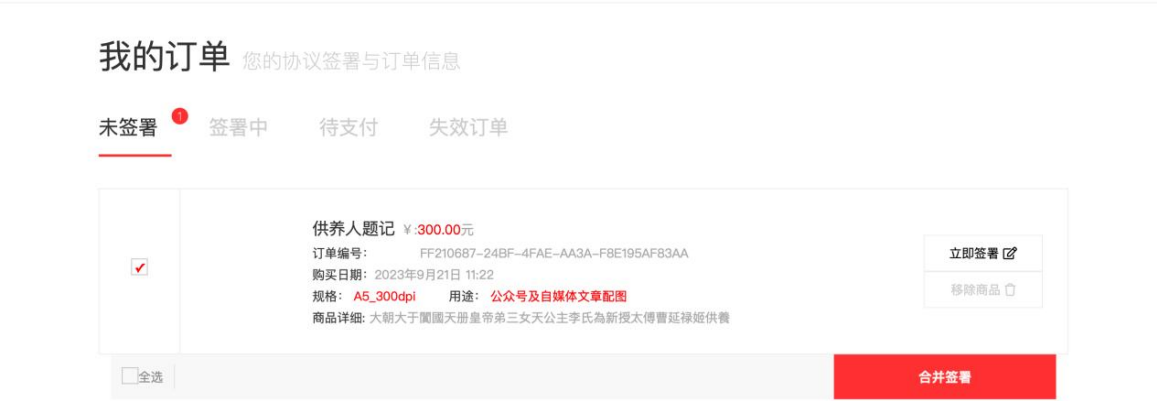 我的订单 您的协议签署与订单信息
未签署 1 签署中 待支付 失效订单
供养人题记 ¥:300.00元
订单编号: FF210687-24BF-4FAE-AA3A-F8E195AF83AA
购买日期: 2023年9月21日 11:22
规格: A5_300dpi 用途: 公众号及自媒体文章配图
商品详细: 大朝大于闐國天册皇帝弟三女天公主李氏為新授太傅曹延禄姬供養
立即签署
移除商品
全选
合并签署